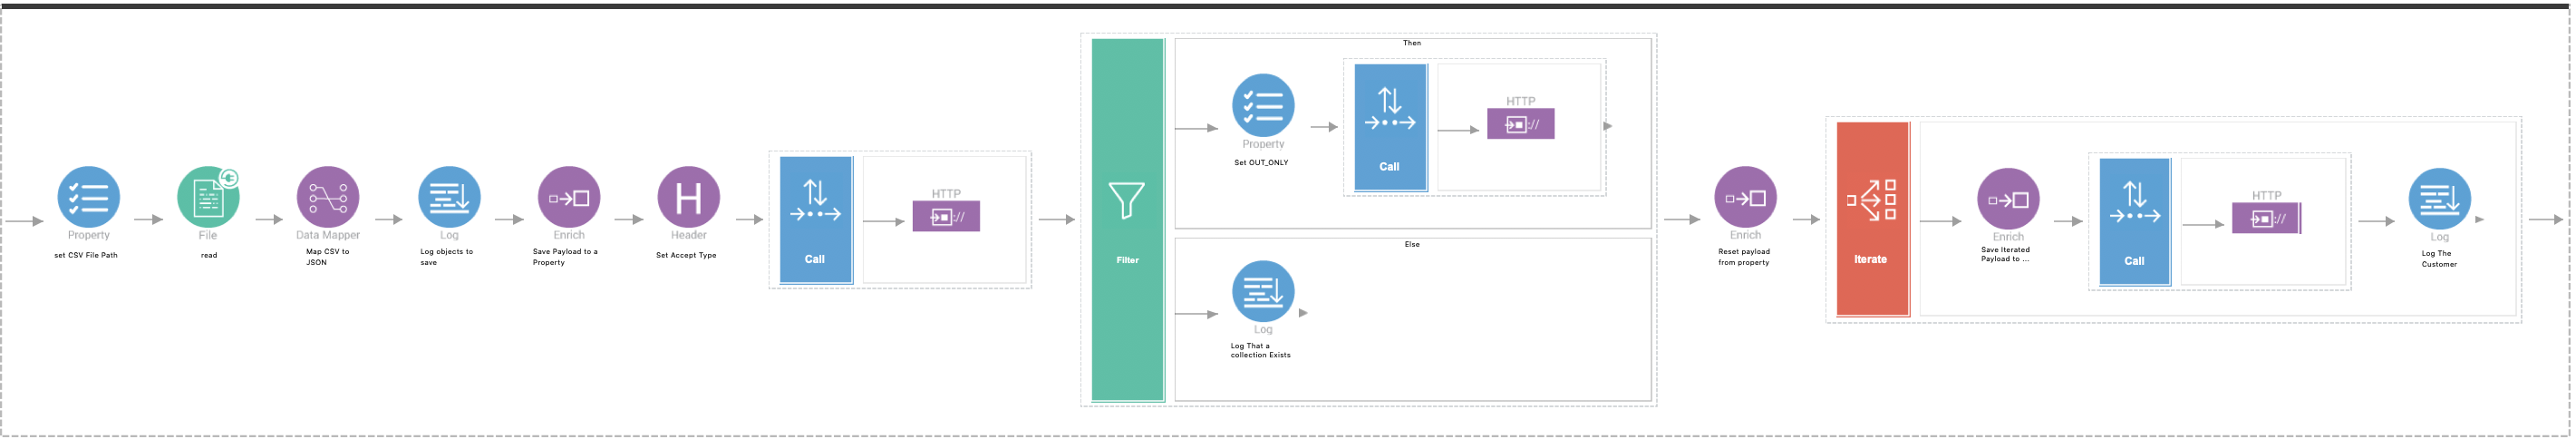 Property
set CSV File Path
File
read
Data Mapper
Map CSV to
JSON
Log
Log objects to
save
Enrich
Save Payload to a
Property
H
Header
Set Accept Type
Call
HTTP
://
Filter
Then
Property
Set OUT_ONLY
Call
HTTP
://
Else
Log
Log That a
collection Exists
Enrich
Reset payload
from property
Iterate
Enrich
Save Iterated
Payload to ...
Call
HTTP
://
Log
Log The
Customer